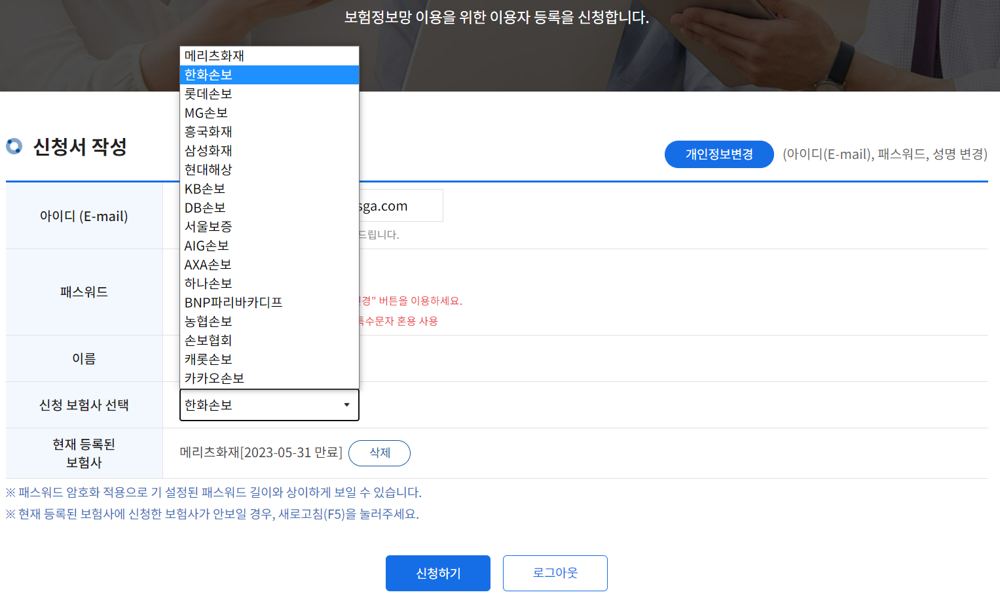 보험정보망 이용을 위한 이용자 등록을 신청합니다.
메리츠화재
한화손보
롯데손보
MG손보
흥국화재
삼성화재
현대해상
KB손보
DB손보
서울보증
AIG손보
AXA손보
하나손보
BNP파리바카디프
농협손보
손보협회
캐롯손보
카카오손보
신청서 작성
개인정보변경 (아이디(E-mail), 패스워드, 성명 변경)
아이디 (E-mail)
sga.com
드립니다.
패스워드
변경" 버튼을 이용하세요.
특수문자 혼용 사용
이름
신청 보험사 선택
한화손보
현재 등록된
보험사
메리츠화재[2023-05-31 만료] 삭제
※ 패스워드 암호화 적용으로 기 설정된 패스워드 길이와 상이하게 보일 수 있습니다.
※ 현재 등록된 보험사에 신청한 보험사가 안보일 경우, 새로고침(F5)을 눌러주세요.
신청하기 로그아웃